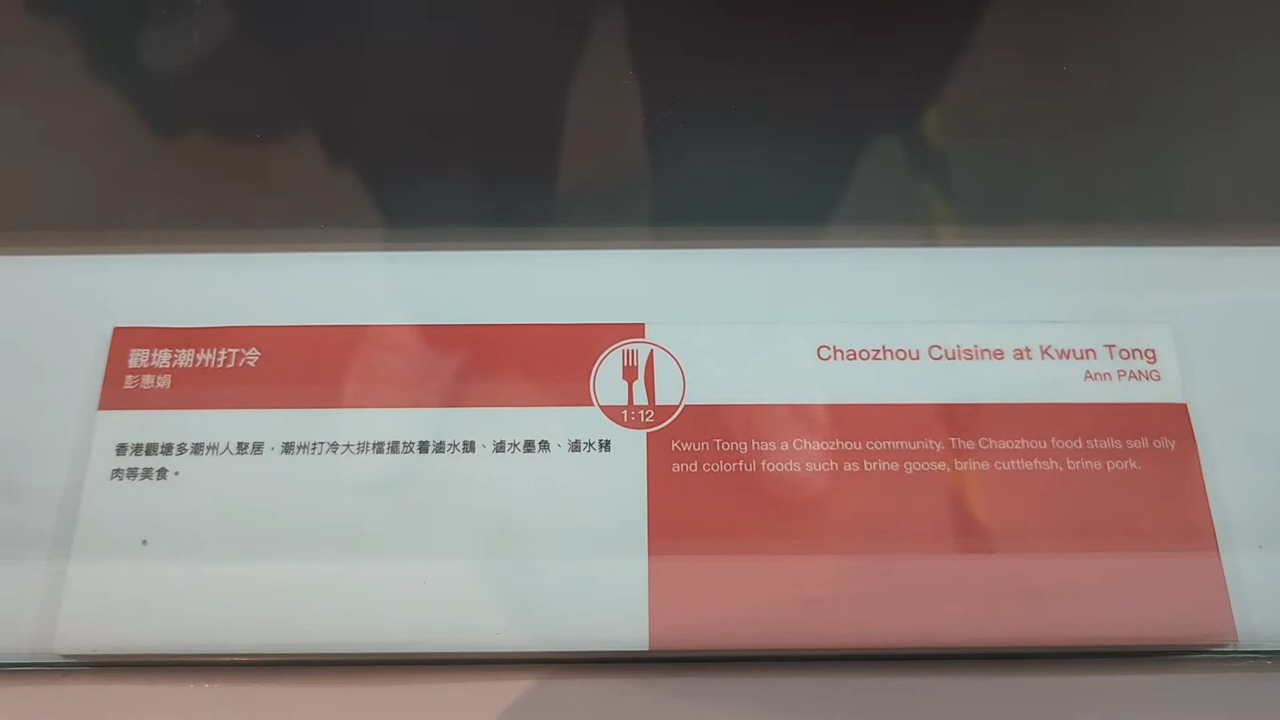 觀塘潮州打冷
彭惠娟
香港觀塘多潮州人聚居，潮州打冷大排檔擺放着滷水鵝、滷水墨魚、滷水豬
肉等美食。
1:12
Chaozhou Cuisine at Kwun Tong
Ann PANG
Kwun Tong has a Chaozhou community. The Chaozhou food stalls sell oily
and colorful foods such as brine goose, brine cuttlefish, brine pork.